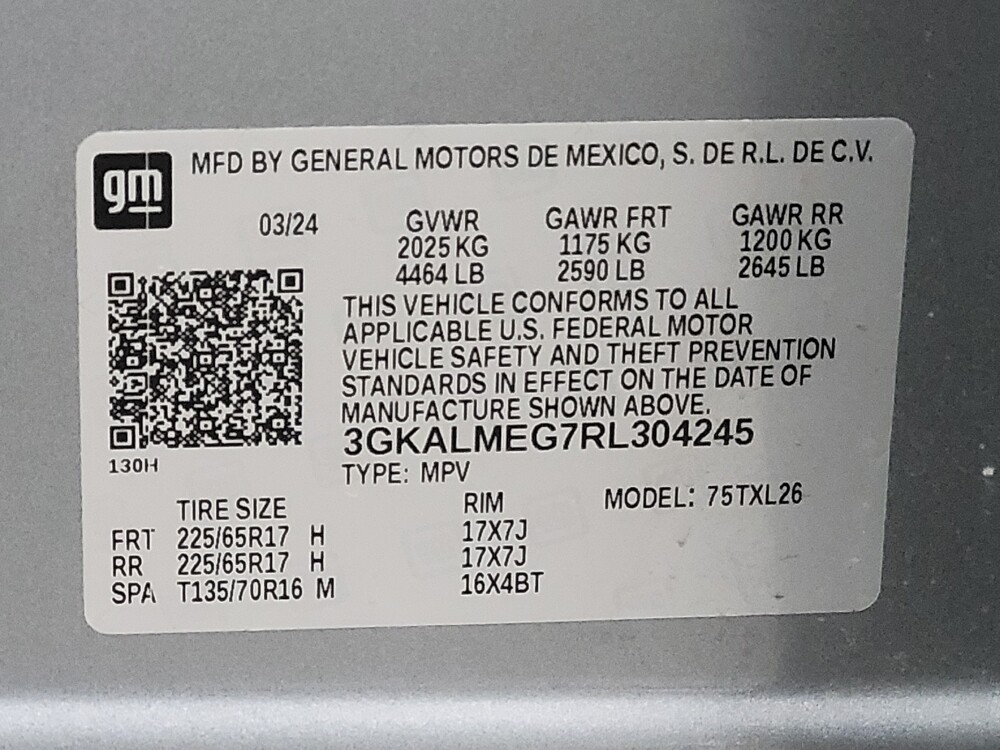 gm
MFD BY GENERAL MOTORS DE MEXICO, S. DE R.L. DE C.V.
03/24 GVWR GAWR FRT GAWR RR
2025 KG 1175 KG 1200 KG
4464 LB 2590 LB 2645 LB
THIS VEHICLE CONFORMS TO ALL
APPLICABLE U.S. FEDERAL MOTOR
VEHICLE SAFETY AND THEFT PREVENTION
STANDARDS IN EFFECT ON THE DATE OF
MANUFACTURE SHOWN ABOVE.
3GKALMEG7RL304245
130H
TYPE: MPV
TIRE SIZE RIM MODEL: 75TXL26
FRT 225/65R17 H 17X7J
RR 225/65R17 H 17X7J
SPA T135/70R16 M 16X4BT